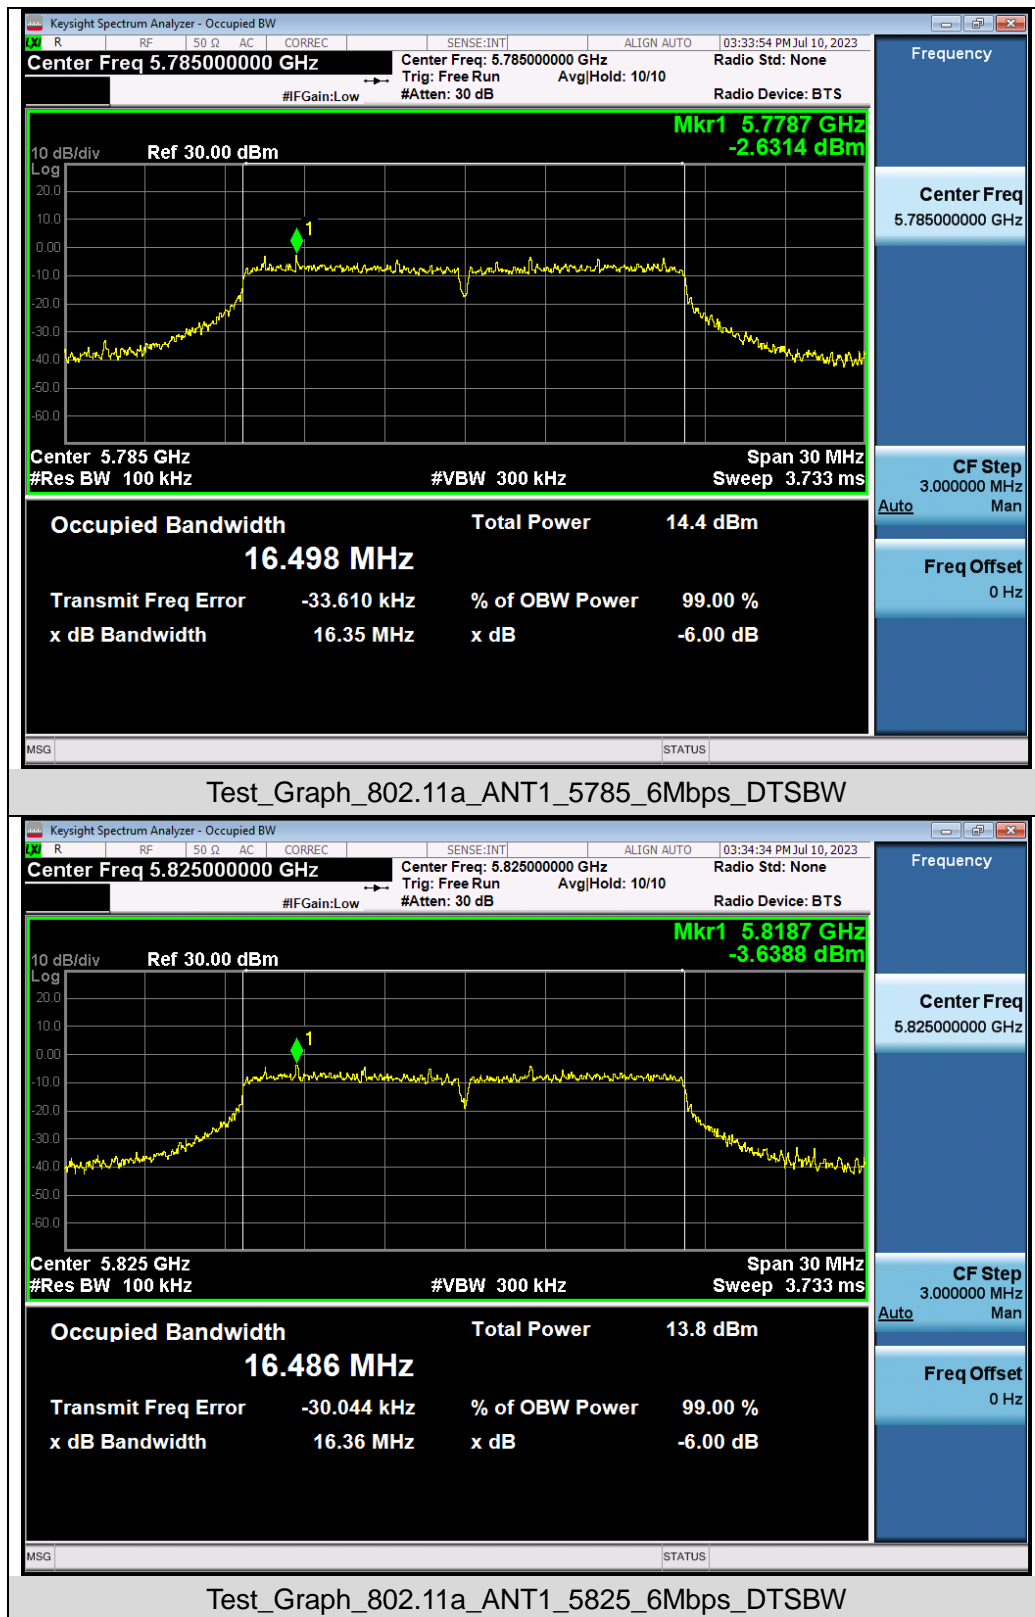 Keysight Spectrum Analyzer - Occupied BW
LXI R RF 50 Ω AC CORREC SENSE:INT ALIGN AUTO 03:33:54 PM Jul 10, 2023
Center Freq 5.785000000 GHz Center Freq: 5.785000000 GHz Radio Std: None Frequency
Trig: Free Run Avg|Hold: 10/10
#IFGain:Low #Atten: 30 dB Radio Device: BTS
Mkr1 5.7787 GHz
10 dB/div Ref 30.00 dBm -2.6314 dBm
Log
20.0
10.0
0.00
-10.0
-20.0
-30.0
-40.0
-50.0
-60.0
1
Center Freq
5.785000000 GHz
Center 5.785 GHz Span 30 MHz
#Res BW 100 kHz #VBW 300 kHz Sweep 3.733 ms
CF Step
3.000000 MHz
Auto Man
Occupied Bandwidth Total Power 14.4 dBm
16.498 MHz
Freq Offset
0 Hz
Transmit Freq Error -33.610 kHz % of OBW Power 99.00 %
x dB Bandwidth 16.35 MHz x dB -6.00 dB
MSG STATUS
Test_Graph_802.11a_ANT1_5785_6Mbps_DTSBW
Keysight Spectrum Analyzer - Occupied BW
LXI R RF 50 Ω AC CORREC SENSE:INT ALIGN AUTO 03:34:34 PM Jul 10, 2023
Center Freq 5.825000000 GHz Center Freq: 5.825000000 GHz Radio Std: None Frequency
Trig: Free Run Avg|Hold: 10/10
#IFGain:Low #Atten: 30 dB Radio Device: BTS
Mkr1 5.8187 GHz
10 dB/div Ref 30.00 dBm -3.6388 dBm
Log
20.0
10.0
0.00
-10.0
-20.0
-30.0
-40.0
-50.0
-60.0
1
Center Freq
5.825000000 GHz
Center 5.825 GHz Span 30 MHz
#Res BW 100 kHz #VBW 300 kHz Sweep 3.733 ms
CF Step
3.000000 MHz
Auto Man
Occupied Bandwidth Total Power 13.8 dBm
16.486 MHz
Freq Offset
0 Hz
Transmit Freq Error -30.044 kHz % of OBW Power 99.00 %
x dB Bandwidth 16.36 MHz x dB -6.00 dB
MSG STATUS
Test_Graph_802.11a_ANT1_5825_6Mbps_DTSBW